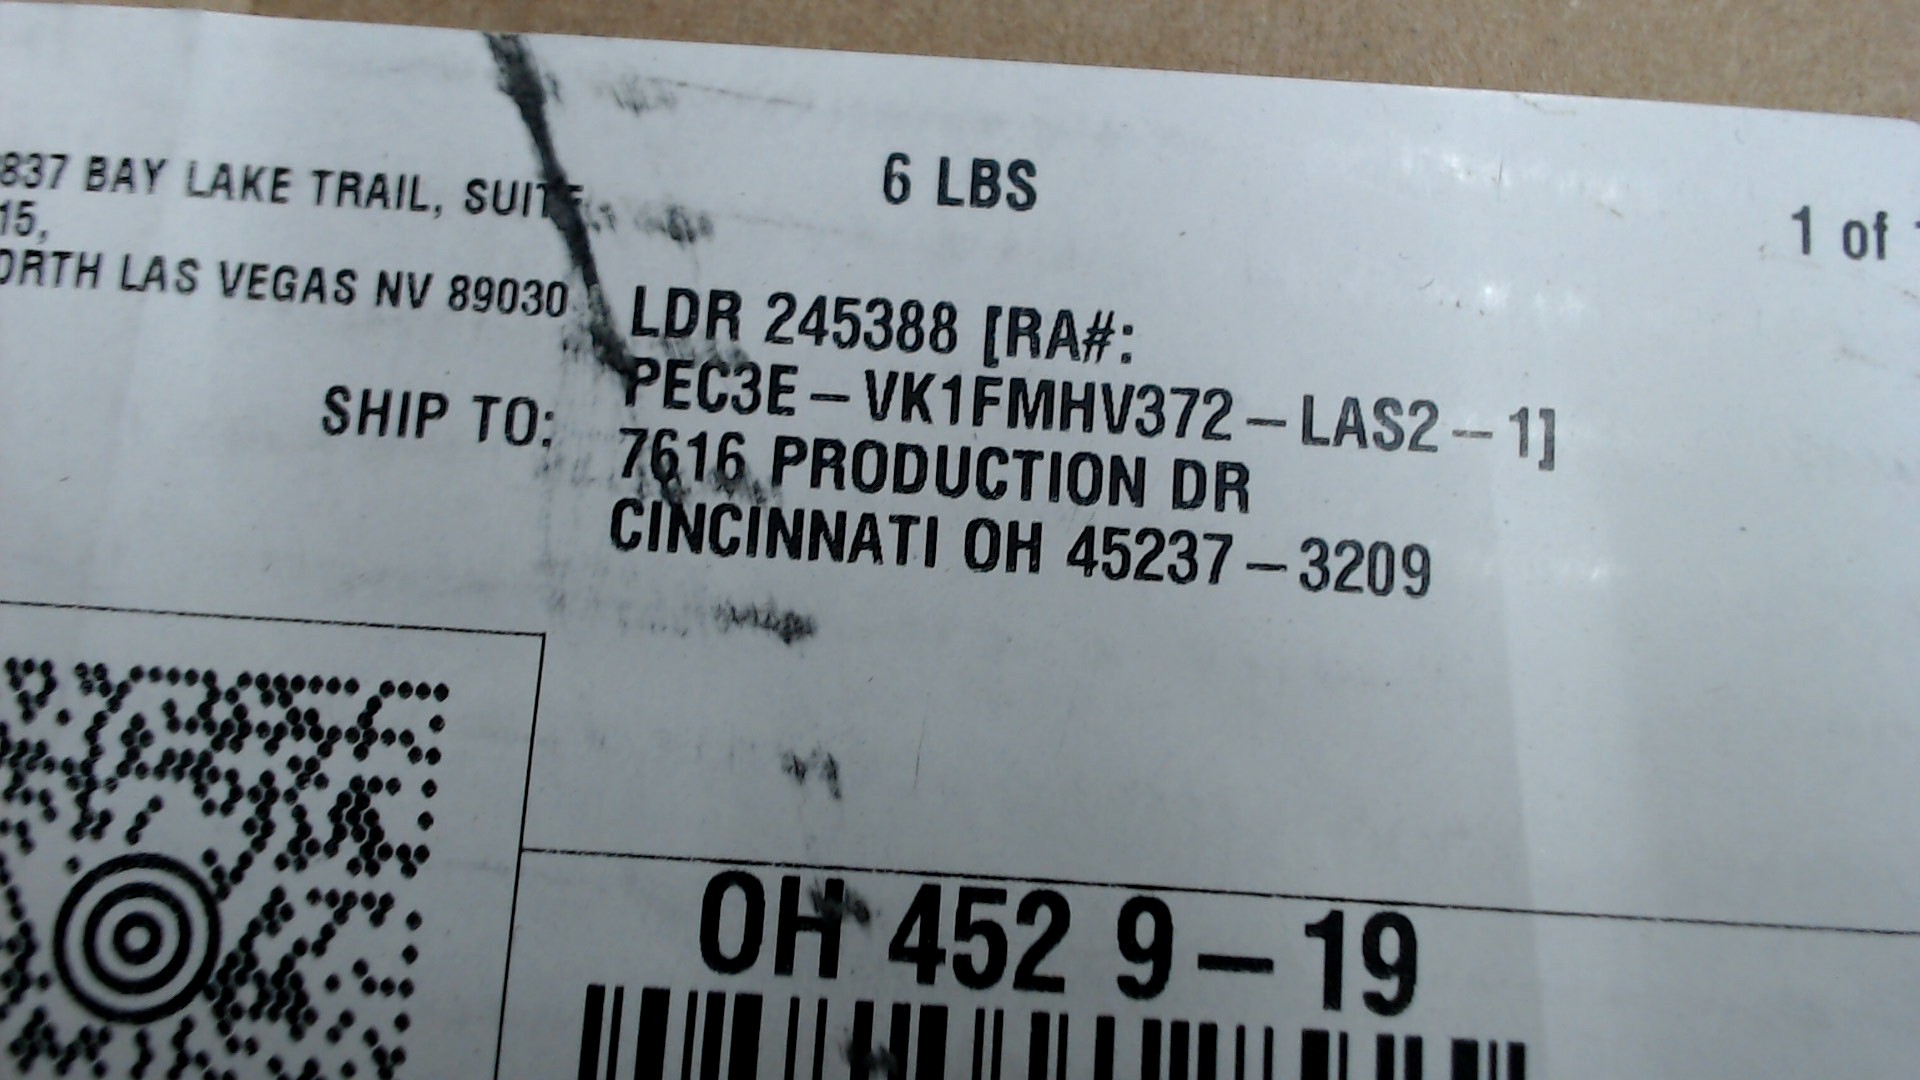 837 BAY LAKE TRAIL, SUITE
15,
ORTH LAS VEGAS NV 89030
6 LBS
1 of
SHIP TO:
LDR 245388 [RA#:
PEC3E-VK1FMHV372-LAS2-1]
7616 PRODUCTION DR
CINCINNATI OH 45237-3209
OH 452 9-19